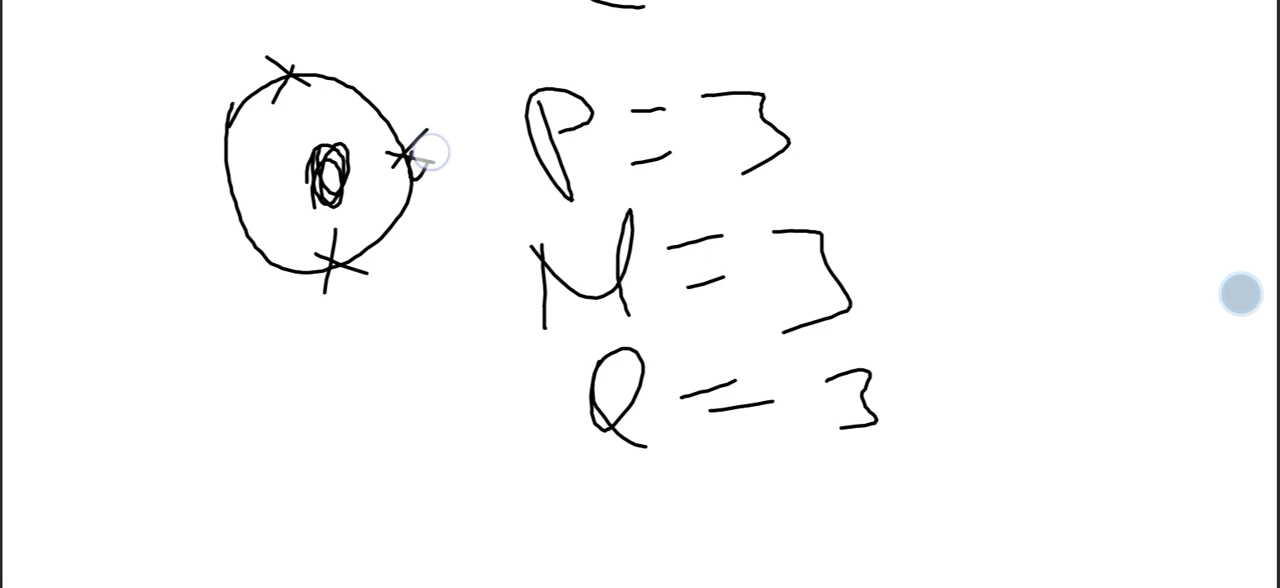 P = 3
N = 3
e = 3